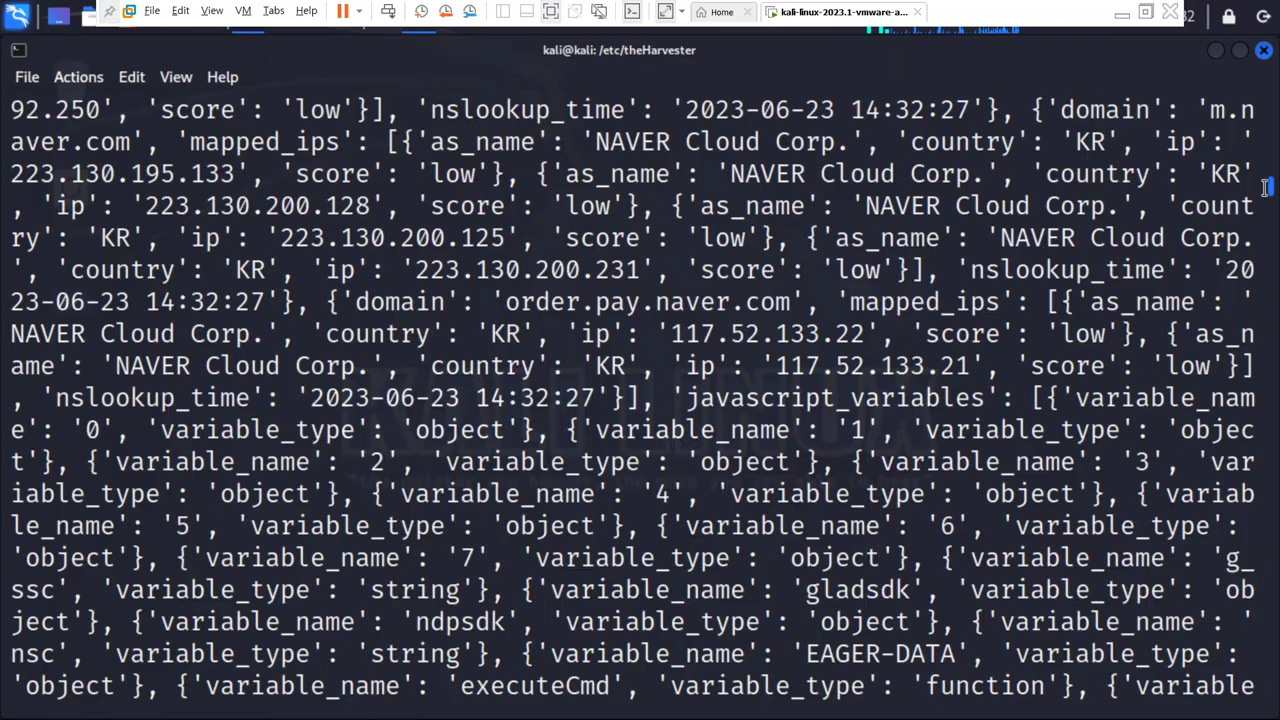 File Edit View VM Tabs Help Home kali-linux-2023.1-vmware-a...
kali@kali: /etc/theHarvester
File Actions Edit View Help
92.250', 'score': 'low'}], 'nslookup_time': '2023-06-23 14:32:27'}, {'domain': 'm.n
aver.com', 'mapped_ips': [{'as_name': 'NAVER Cloud Corp.', 'country': 'KR', 'ip': '
223.130.195.133', 'score': 'low'}, {'as_name': 'NAVER Cloud Corp.', 'country': 'KR'
, 'ip': '223.130.200.128', 'score': 'low'}, {'as_name': 'NAVER Cloud Corp.', 'count
ry': 'KR', 'ip': '223.130.200.125', 'score': 'low'}, {'as_name': 'NAVER Cloud Corp.
', 'country': 'KR', 'ip': '223.130.200.231', 'score': 'low'}], 'nslookup_time': '20
23-06-23 14:32:27'}, {'domain': 'order.pay.naver.com', 'mapped_ips': [{'as_name': '
NAVER Cloud Corp.', 'country': 'KR', 'ip': '117.52.133.22', 'score': 'low'}, {'as_n
ame': 'NAVER Cloud Corp.', 'country': 'KR', 'ip': '117.52.133.21', 'score': 'low'}]
, 'nslookup_time': '2023-06-23 14:32:27'}], 'javascript_variables': [{'variable_nam
e': '0', 'variable_type': 'object'}, {'variable_name': '1', 'variable_type': 'objec
t'}, {'variable_name': '2', 'variable_type': 'object'}, {'variable_name': '3', 'var
iable_type': 'object'}, {'variable_name': '4', 'variable_type': 'object'}, {'variab
le_name': '5', 'variable_type': 'object'}, {'variable_name': '6', 'variable_type':
'object'}, {'variable_name': '7', 'variable_type': 'object'}, {'variable_name': 'g_
ssc', 'variable_type': 'string'}, {'variable_name': 'gladsdk', 'variable_type': 'ob
ject'}, {'variable_name': 'ndpsdk', 'variable_type': 'object'}, {'variable_name': '
nsc', 'variable_type': 'string'}, {'variable_name': 'EAGER-DATA', 'variable_type':
'object'}, {'variable_name': 'executeCmd', 'variable_type': 'function'}, {'variable